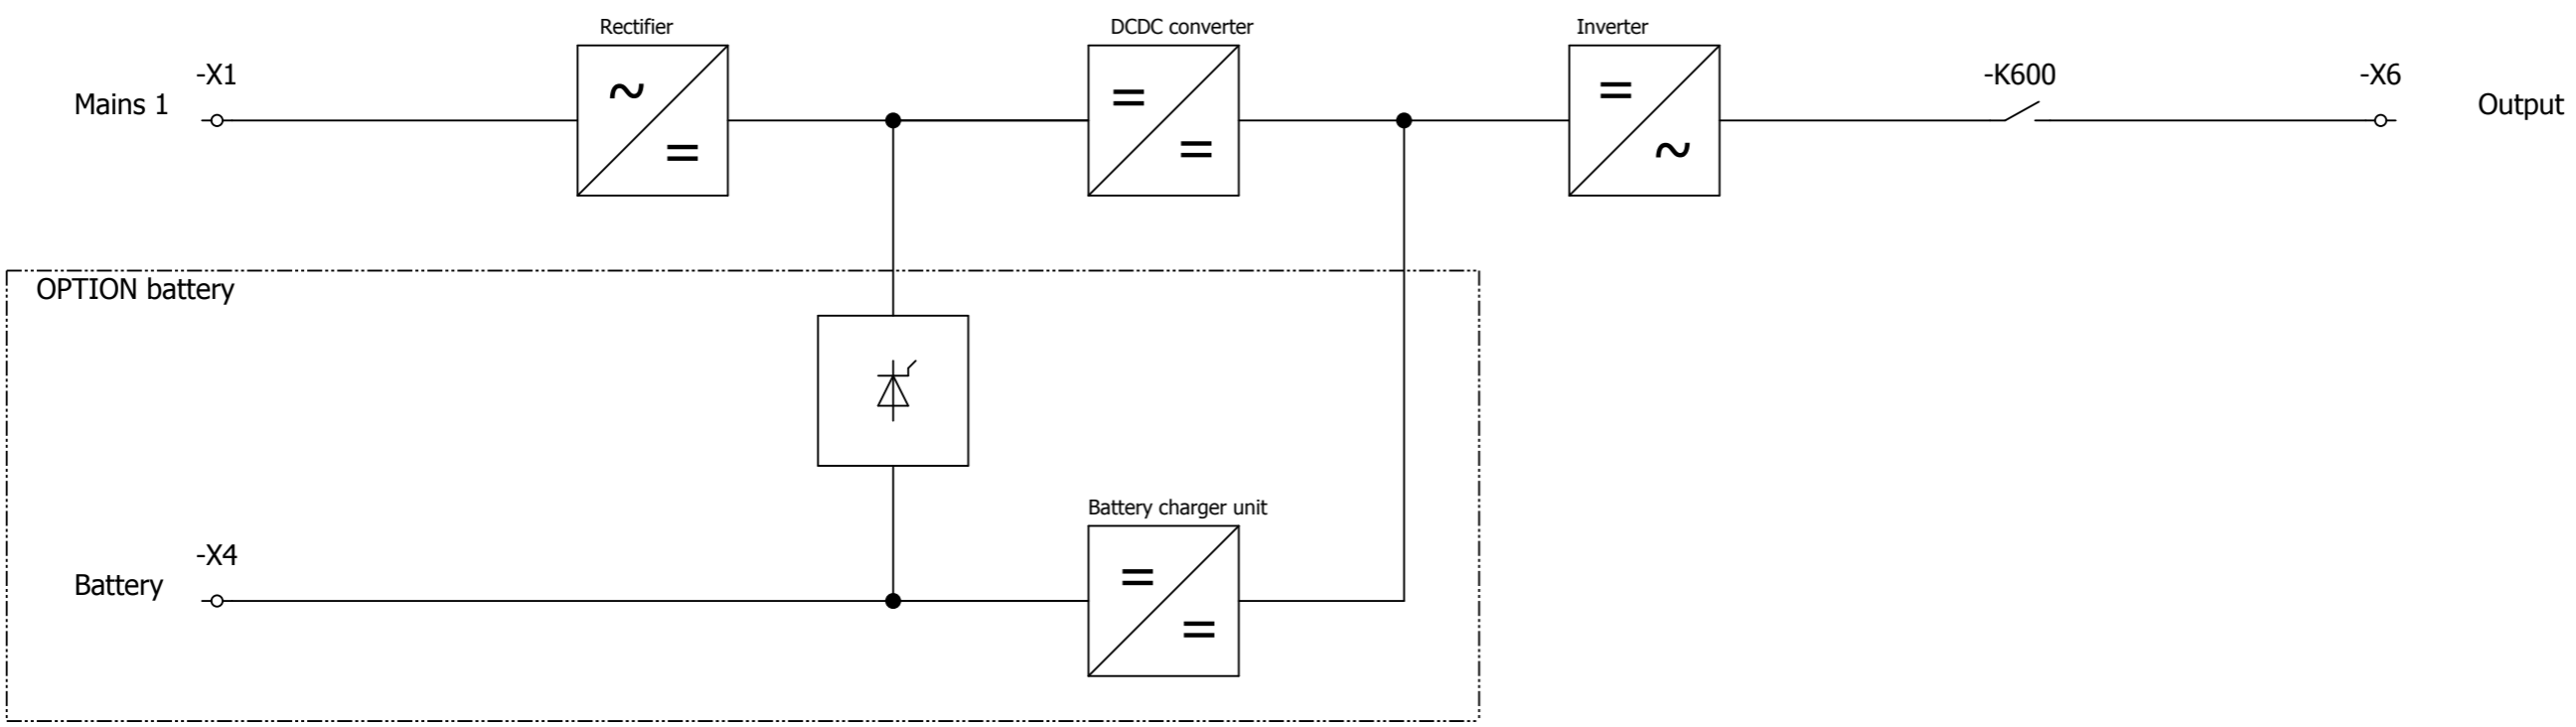 Rectifier
DCDC converter
Inverter
-X1
-K600
-X6
Mains 1
Output
~
=
=
=
=
~
OPTION battery
Battery charger unit
-X4
Battery
=
=